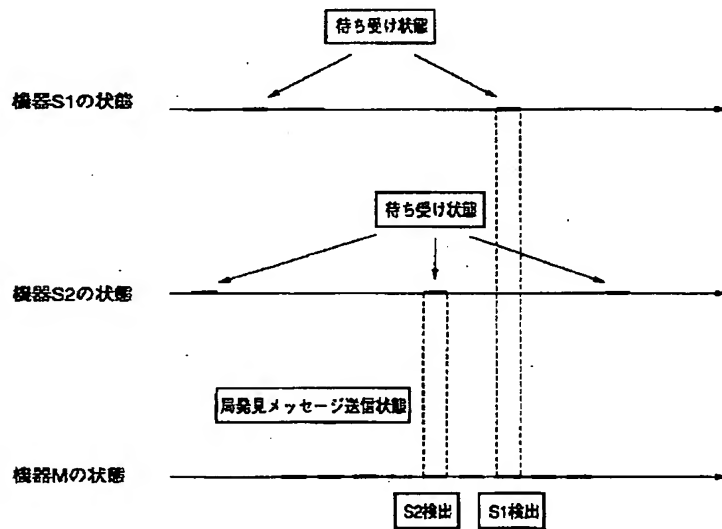 待ち受け状態
機器S1の状態
待ち受け状態
機器S2の状態
局発見メッセージ送信状態
機器Mの状態
S2検出
S1検出